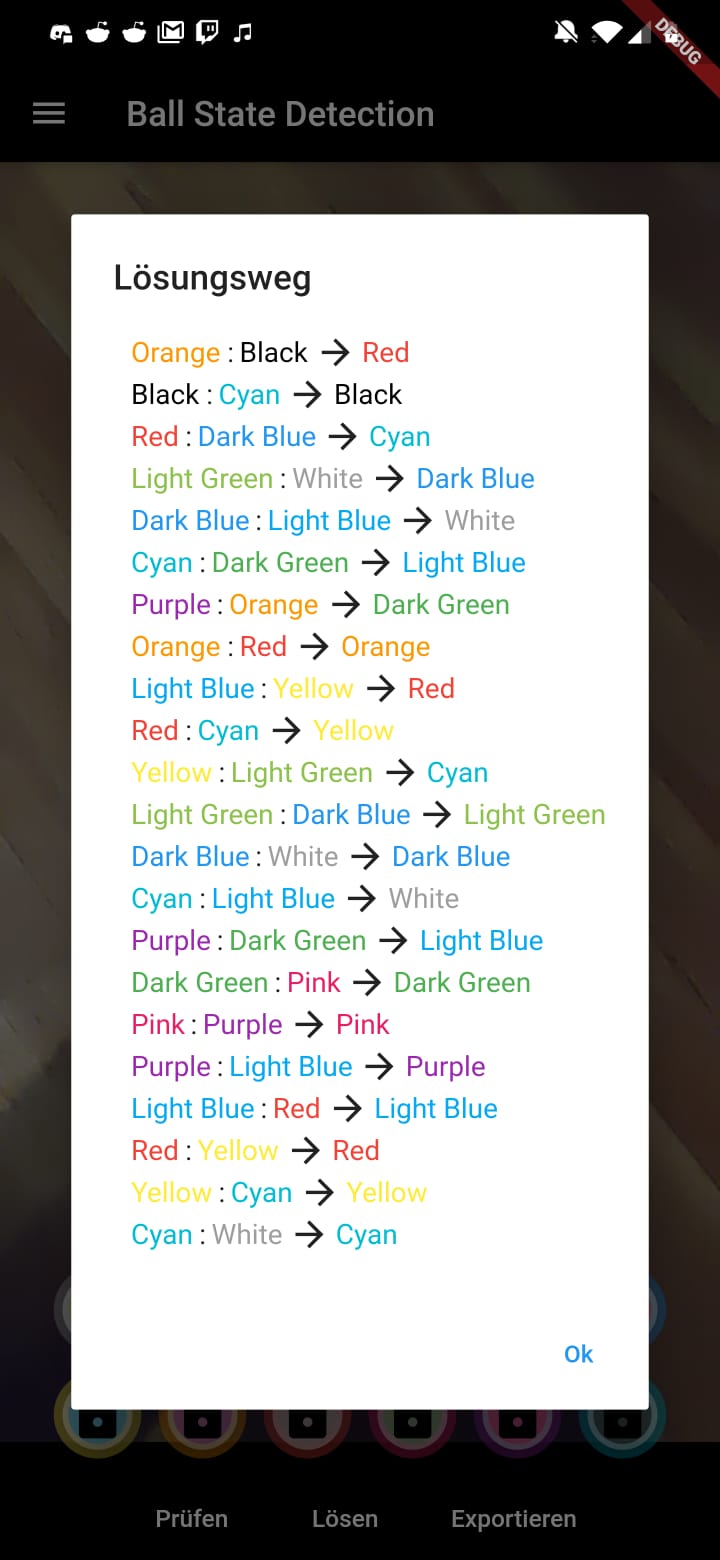 DEBUG
Ball State Detection
Lösungsweg
Orange : Black → Red
Black : Cyan → Black
Red : Dark Blue → Cyan
Light Green : White → Dark Blue
Dark Blue : Light Blue → White
Cyan : Dark Green → Light Blue
Purple : Orange → Dark Green
Orange : Red → Orange
Light Blue : Yellow → Red
Red : Cyan → Yellow
Yellow : Light Green → Cyan
Light Green : Dark Blue → Light Green
Dark Blue : White → Dark Blue
Cyan : Light Blue → White
Purple : Dark Green → Light Blue
Dark Green : Pink → Dark Green
Pink : Purple → Pink
Purple : Light Blue → Purple
Light Blue : Red → Light Blue
Red : Yellow → Red
Yellow : Cyan → Yellow
Cyan : White → Cyan
Ok
Prüfen Lösen Exportieren